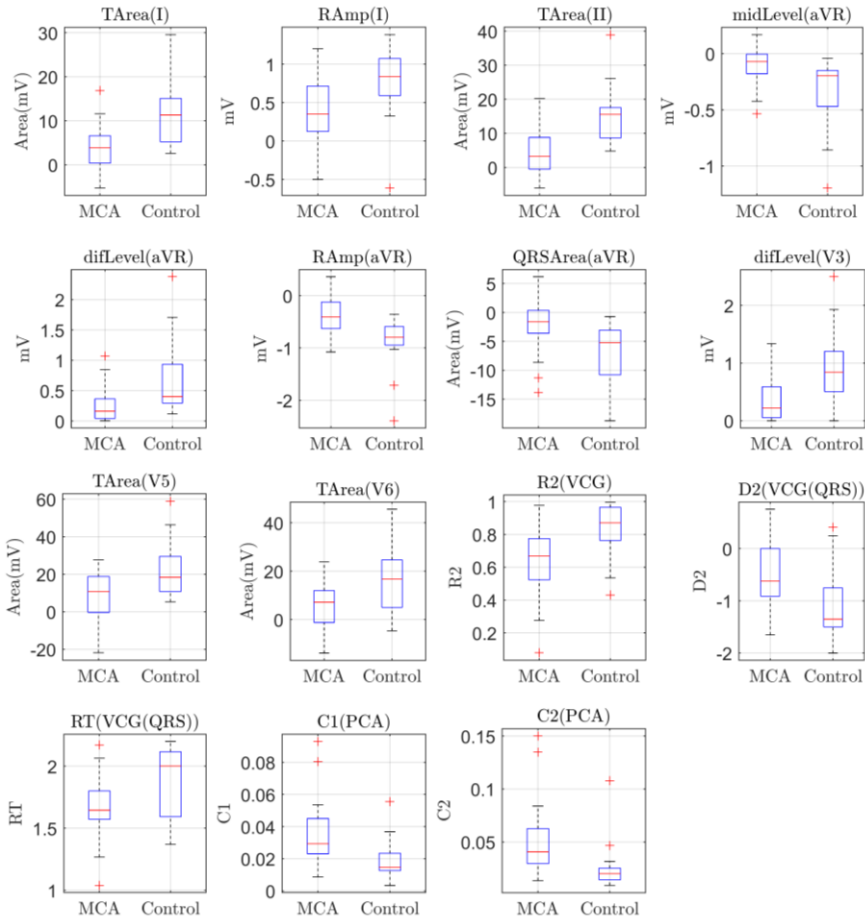 TArea(I)
30
20
10
0
Area(mV)
MCA Control
RAmp(I)
1
0.5
0
-0.5
mV
MCA Control
TArea(II)
40
30
20
10
0
Area(mV)
MCA Control
midLevel(aVR)
0
-0.5
-1
mV
MCA Control
difLevel(aVR)
2
1.5
1
0.5
0
mV
MCA Control
RAmp(aVR)
0
-1
-2
mV
MCA Control
QRSArea(aVR)
5
0
-5
-10
-15
Area(mV)
MCA Control
difLevel(V3)
2
1
0
mV
MCA Control
TArea(V5)
60
40
20
0
-20
Area(mV)
MCA Control
TArea(V6)
40
20
0
Area(mV)
MCA Control
R2(VCG)
1
0.8
0.6
0.4
0.2
R2
MCA Control
D2(VCG(QRS))
0
-1
-2
D2
MCA Control
RT(VCG(QRS))
2
1.5
1
RT
MCA Control
C1(PCA)
0.08
0.06
0.04
0.02
0
C1
MCA Control
C2(PCA)
0.15
0.1
0.05
C2
MCA Control